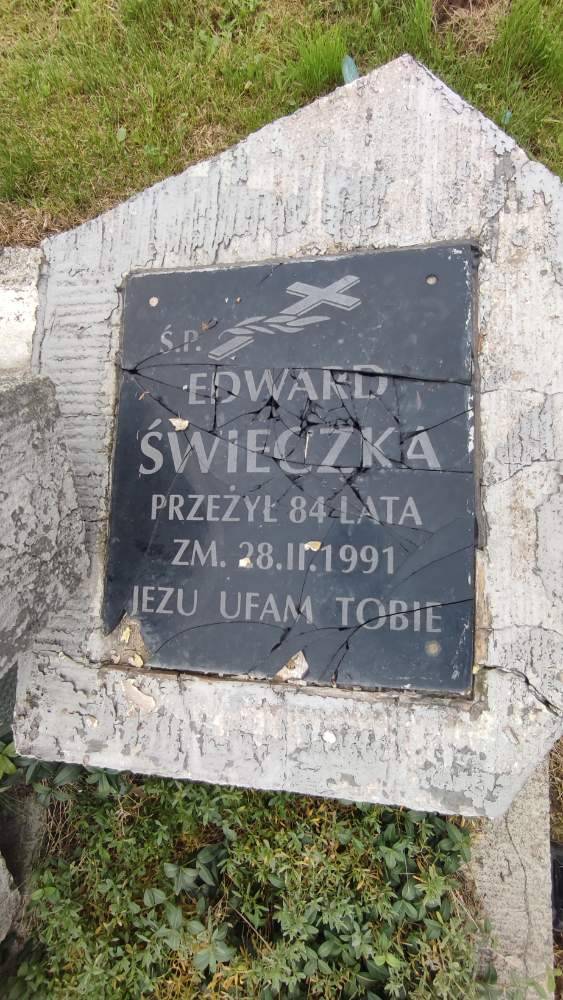 Ś.P.
EDWARD
ŚWIECZKA
PRZEŻYŁ 84 LATA
ZM. 28.II.1991
JEZU UFAM TOBIE